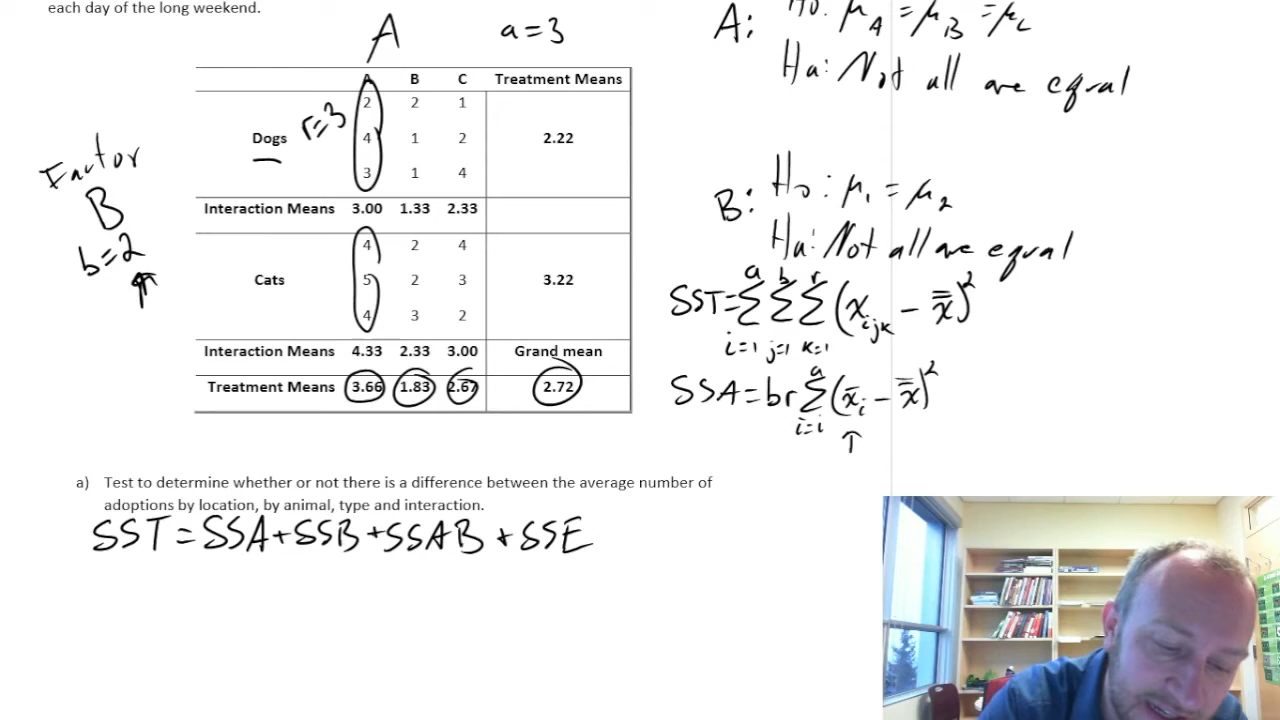 each day of the long weekend.
A
a=3
A B C Treatment Means
2 2 1
r=3
Dogs 4 1 2 2.22
3 1 4
Interaction Means 3.00 1.33 2.33
4 2 4
Cats 5 2 3 3.22
4 3 2
Interaction Means 4.33 2.33 3.00 Grand mean
Treatment Means 3.66 1.83 2.67 2.72
Factor
B
b=2
A: Ho: μA = μB = μC
Ha: Not all are equal
B: Ho: μ1 = μ2
Ha: Not all are equal
SST = a∑i=1 b∑j=1 r∑k=1 (xijk − x̿)²
SSA = br a∑i=i (x̄i − x̿)²
a) Test to determine whether or not there is a difference between the average number of
adoptions by location, by animal, type and interaction.
SST = SSA + SSB + SSAB + SSE